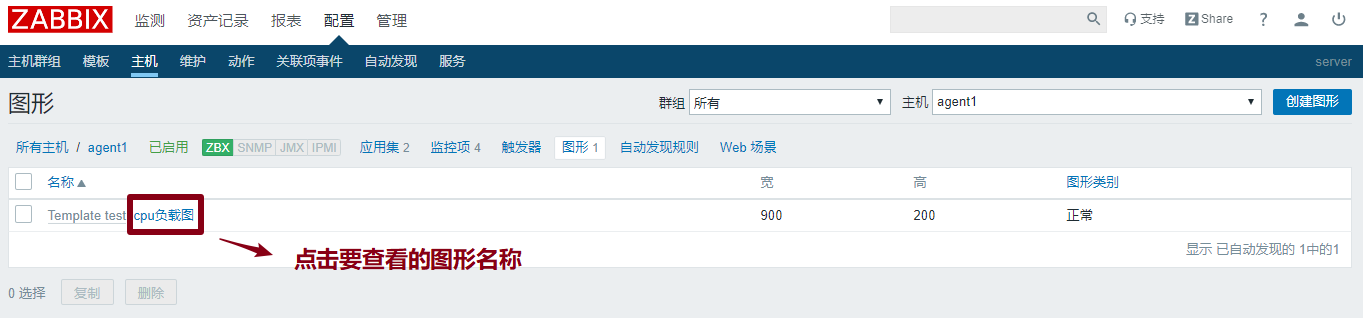 ZABBIX 监测 资产记录 报表 配置 管理 支持 Z Share ?
主机群组 模板 主机 维护 动作 关联项事件 自动发现 服务 server
图形 群组 所有 主机 agent1 创建图形
所有主机 / agent1 已启用 ZBX SNMP JMX IPMI 应用集 2 监控项 4 触发器 图形 1 自动发现规则 Web 场景
名称 宽 高 图形类别
Template test: cpu负载图 900 200 正常
点击要查看的图形名称
显示 已自动发现的 1中的1
0 选择 复制 删除